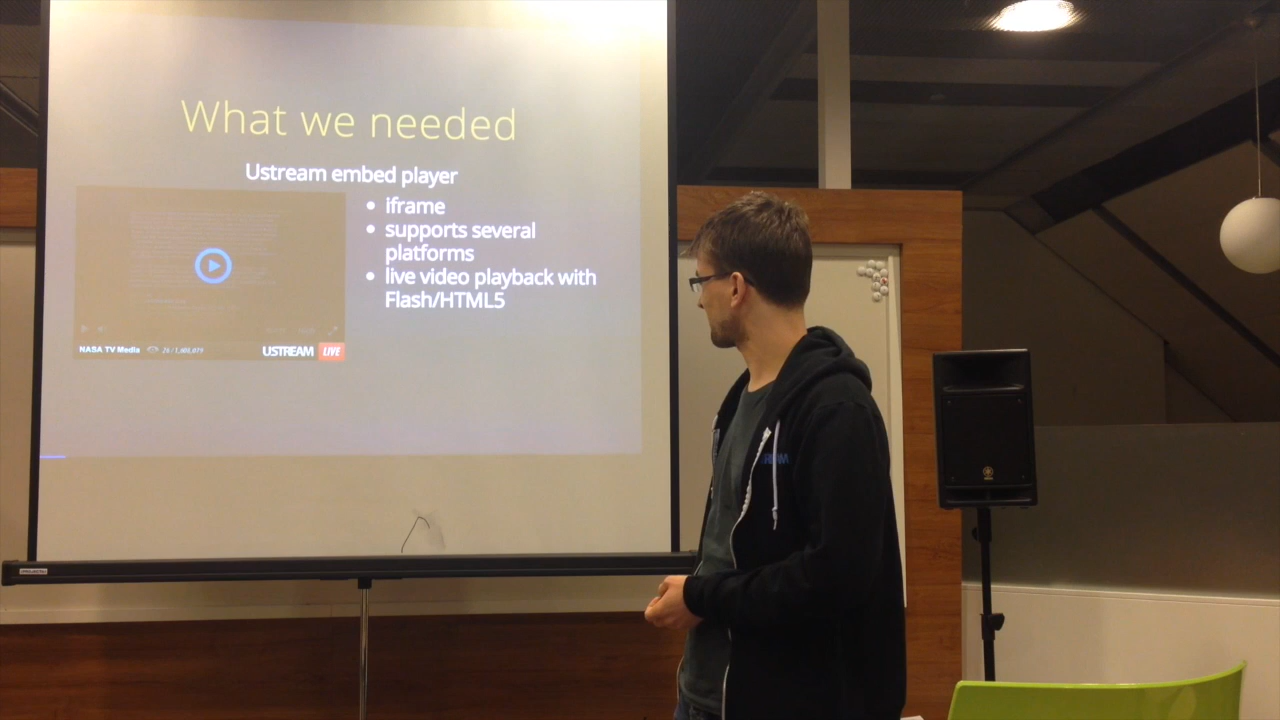 What we needed
Ustream embed player
iframe
supports several
platforms
live video playback with
Flash/HTML5
NASA TV Media
USTREAM LIVE